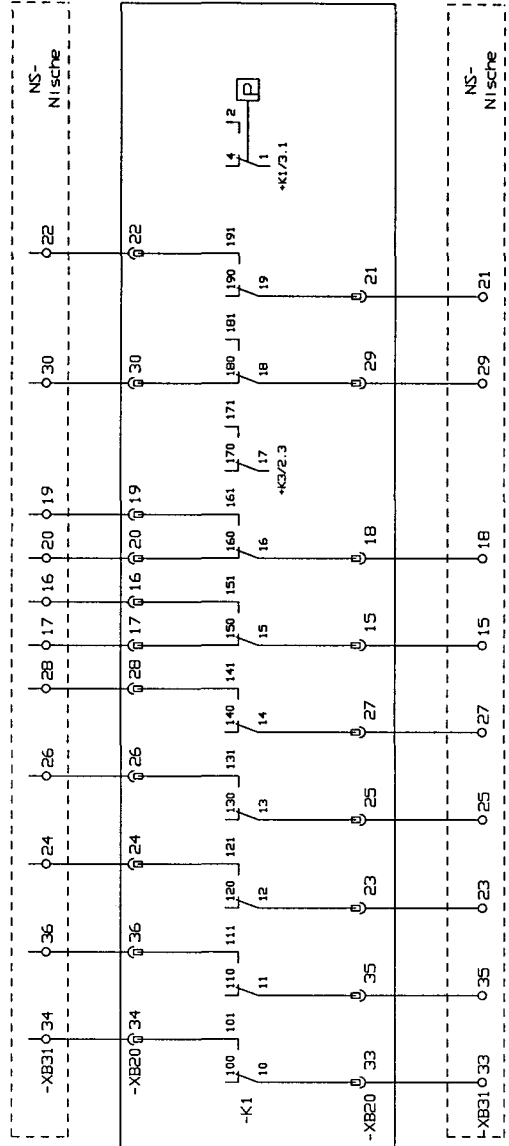 NS-
Nische
-XB31 34 36 24 26 28 17 16 20 19 30 22
-XB20 34 36 24 26 28 17 16 20 19 30 22
101 111 121 131 141 151 161 171 181 191
100 110 120 130 140 150 160 170 180 190 4 2
P
-K1 10 11 12 13 14 15 16 17 18 19 1
+K3/2.3 +K1/3.1
-XB20 33 35 23 25 27 15 18 29 21
-XB31 33 35 23 25 27 15 18 29 21
NS-
Nische